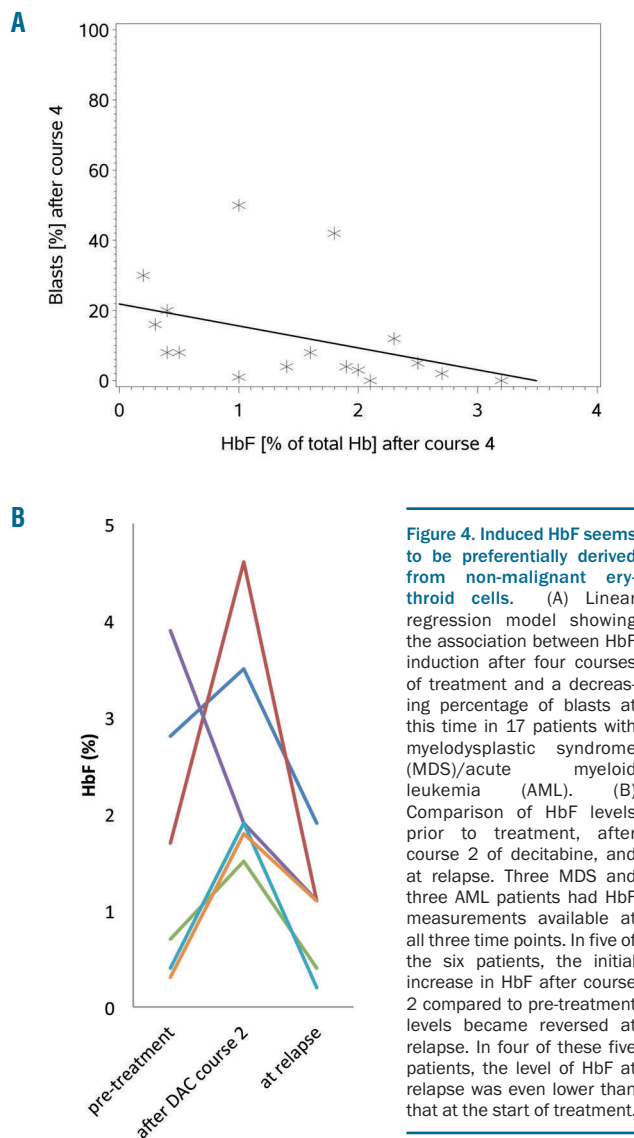 A
100
80
60
40
20
0
Blasts [%] after course 4
0 1 2 3 4
HbF [% of total Hb] after course 4
B
5
4
3
2
1
0
HbF (%)
pre-treatment
after DAC course 2
at relapse
Figure 4. Induced HbF seems
to be preferentially derived
from non-malignant ery-
throid cells. (A) Linear
regression model showing
the association between HbF
induction after four courses
of treatment and a decreas-
ing percentage of blasts at
this time in 17 patients with
myelodysplastic syndrome
(MDS)/acute myeloid
leukemia (AML). (B)
Comparison of HbF levels
prior to treatment, after
course 2 of decitabine, and
at relapse. Three MDS and
three AML patients had HbF
measurements available at
all three time points. In five of
the six patients, the initial
increase in HbF after course
2 compared to pre-treatment
levels became reversed at
relapse. In four of these five
patients, the level of HbF at
relapse was even lower than
that at the start of treatment.